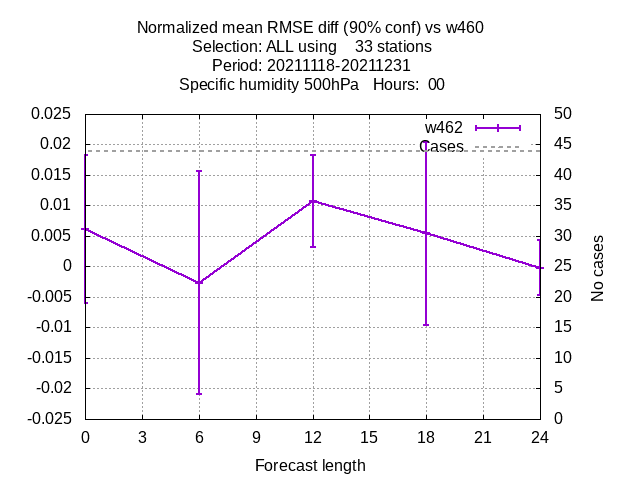 Normalized mean RMSE diff (90% conf) vs w460
Selection: ALL using    33 stations
Period: 20211118-20211231
Specific humidity 500hPa   Hours:  00
w462
Cases
0.025
0.02
0.015
0.01
0.005
0
-0.005
-0.01
-0.015
-0.02
-0.025
50
45
40
35
30
25
20
15
10
5
0
No cases
0 3 6 9 12 15 18 21 24
Forecast length